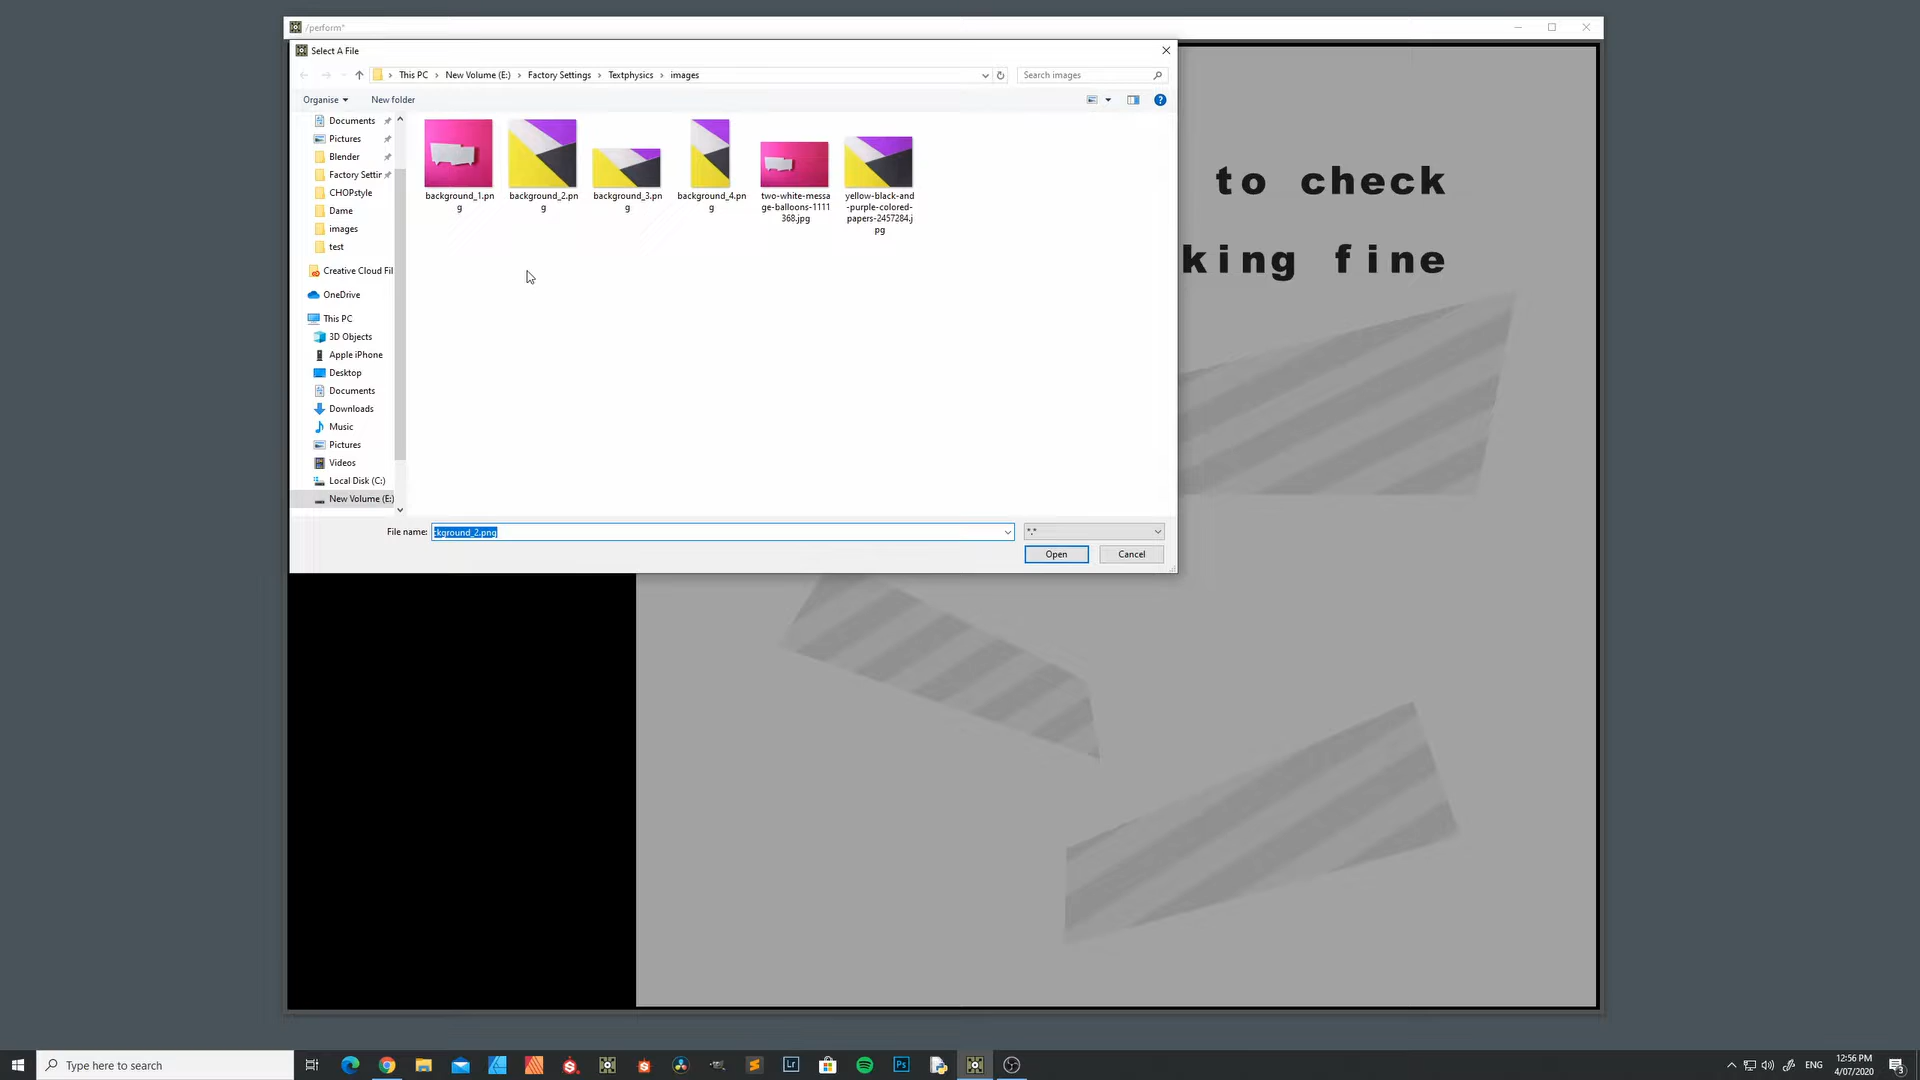 /perform*
Select A File
This PC
New Volume (E:)
Factory Settings
Textphysics
images
Search images
Organise
New folder
Documents
Pictures
Blender
Factory Settir
CHOPstyle
Dame
images
test
Creative Cloud Fil
OneDrive
This PC
3D Objects
Apple iPhone
Desktop
Documents
Downloads
Music
Pictures
Videos
Local Disk (C:)
New Volume (E:)
background_1.pn
g
background_2.pn
g
background_3.pn
g
background_4.pn
g
two-white-messa
ge-balloons-1111
368.jpg
yellow-black-and
-purple-colored-
papers-2457284.j
pg
File name:
ckground_2.png
*.*
Open
Cancel
to check
king fine
Type here to search
Lr
Ps
ENG
12:56 PM
4/07/2020
3